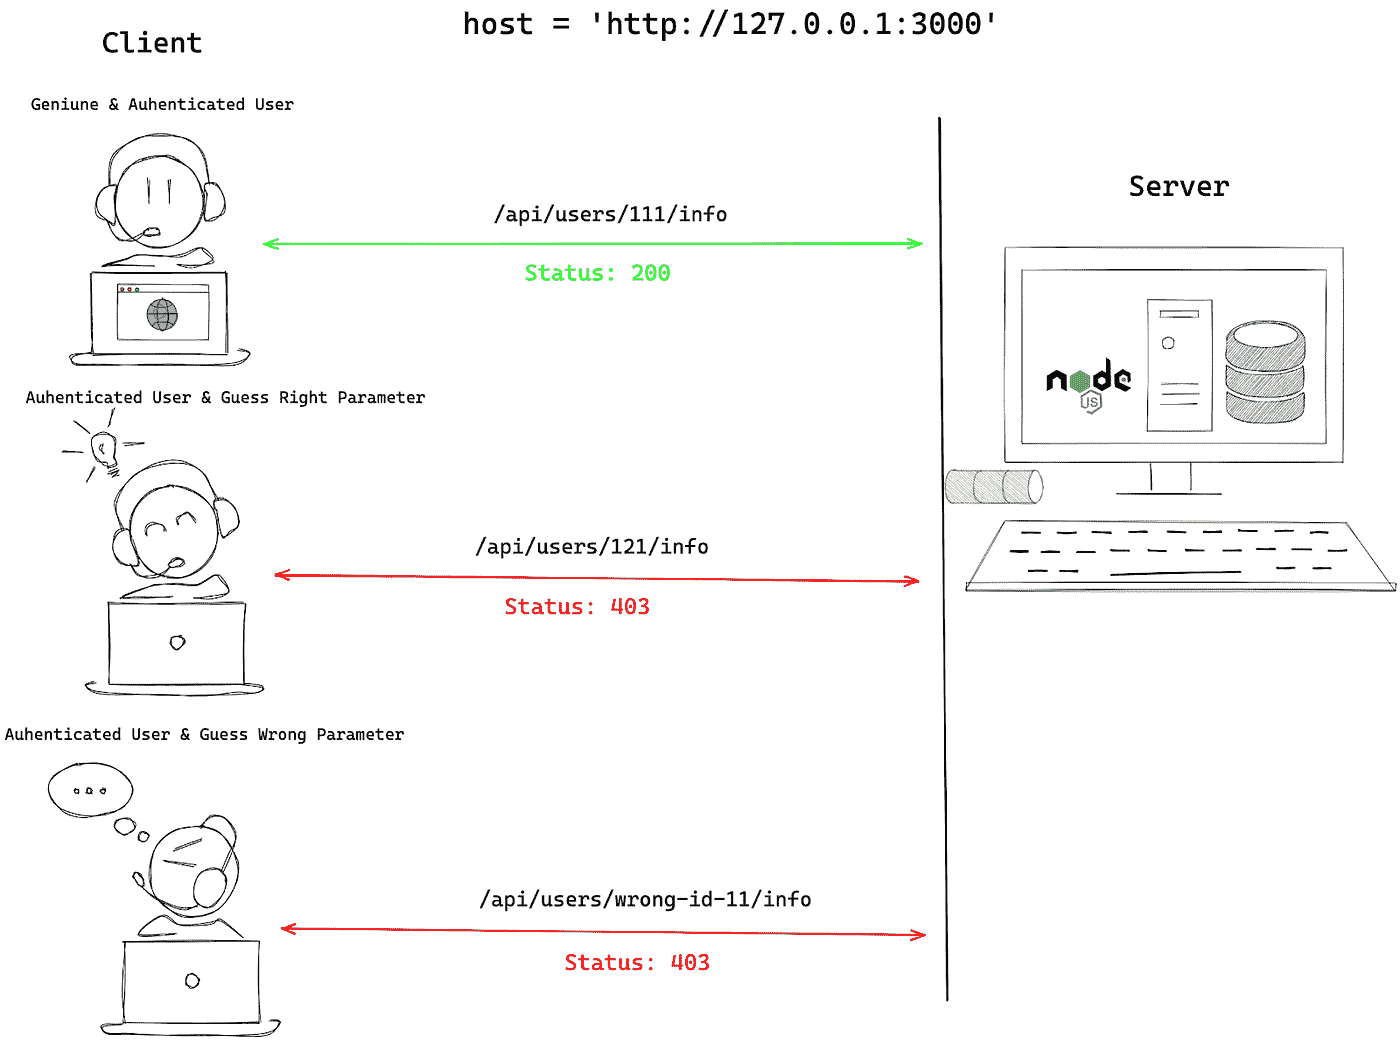 host = 'http://127.0.0.1:3000'
Client
Geniune & Auhenticated User
/api/users/111/info
Status: 200
Server
node
JS
Auhenticated User & Guess Right Parameter
/api/users/121/info
Status: 403
Auhenticated User & Guess Wrong Parameter
/api/users/wrong-id-11/info
Status: 403